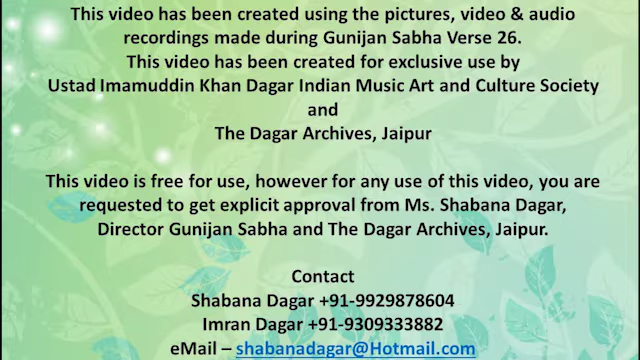 This video has been created using the pictures, video & audio
recordings made during Gunijan Sabha Verse 26.
This video has been created for exclusive use by
Ustad Imamuddin Khan Dagar Indian Music Art and Culture Society
and
The Dagar Archives, Jaipur
This video is free for use, however for any use of this video, you are
requested to get explicit approval from Ms. Shabana Dagar,
Director Gunijan Sabha and The Dagar Archives, Jaipur.
Contact
Shabana Dagar +91-9929878604
Imran Dagar +91-9309333882
eMail – shabanadagar@Hotmail.com